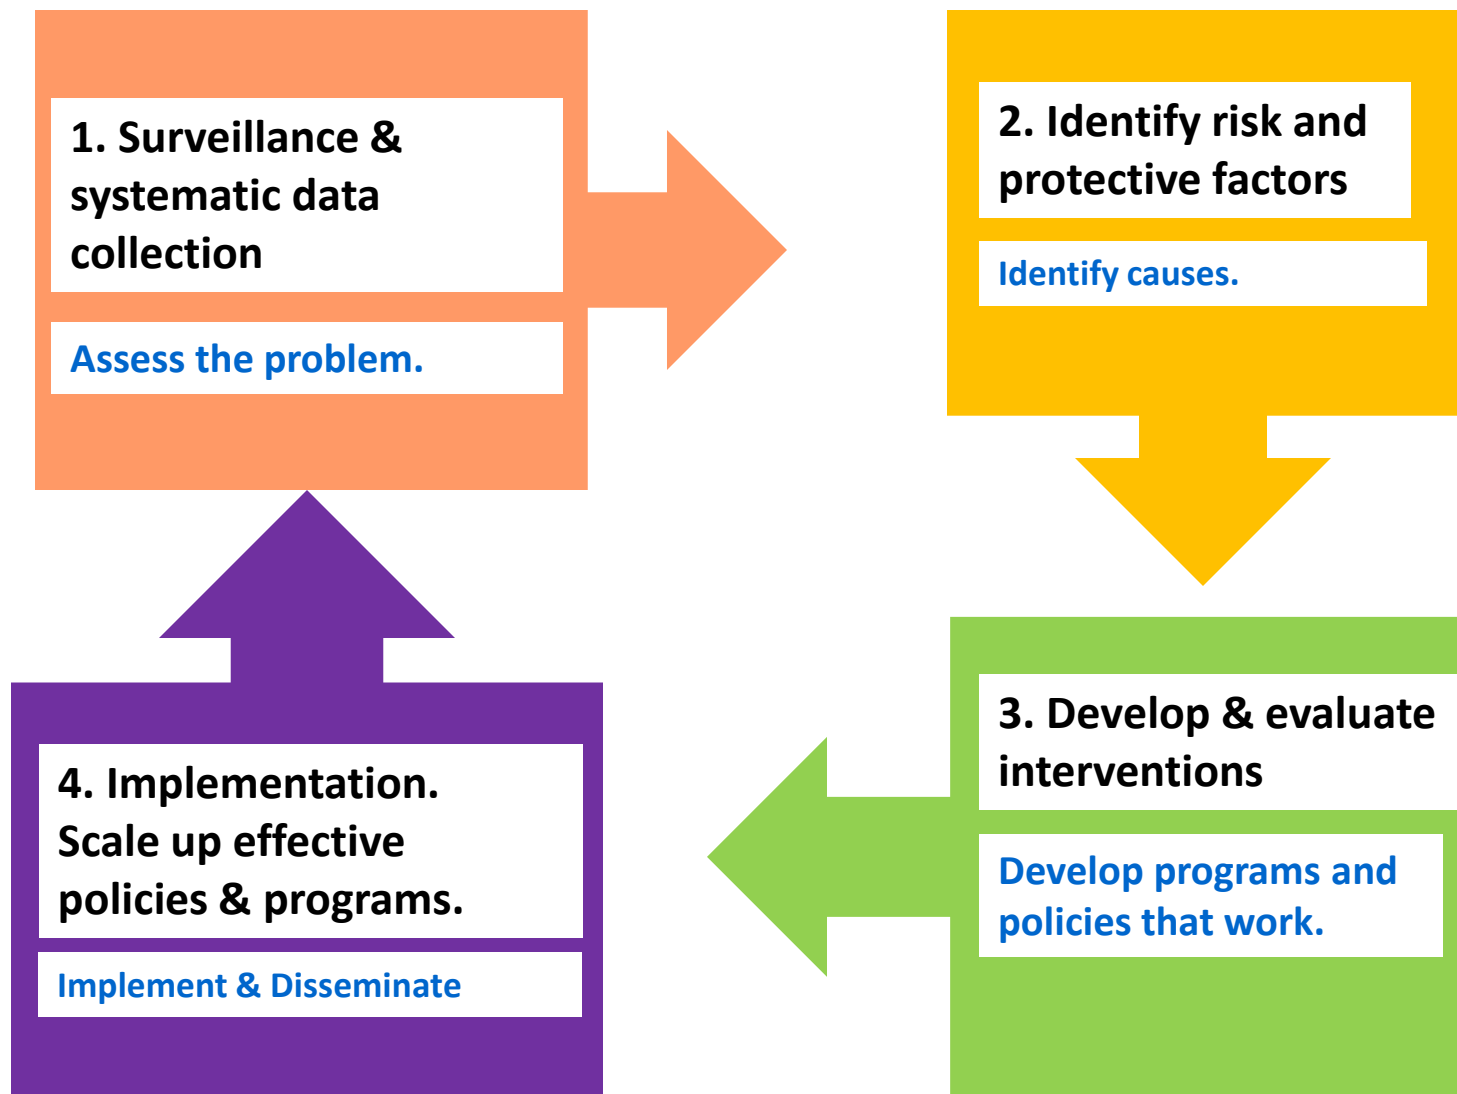 1. Surveillance &
systematic data
collection
Assess the problem.
2. Identify risk and
protective factors
Identify causes.
3. Develop & evaluate
interventions
Develop programs and
policies that work.
4. Implementation.
Scale up effective
policies & programs.
Implement & Disseminate